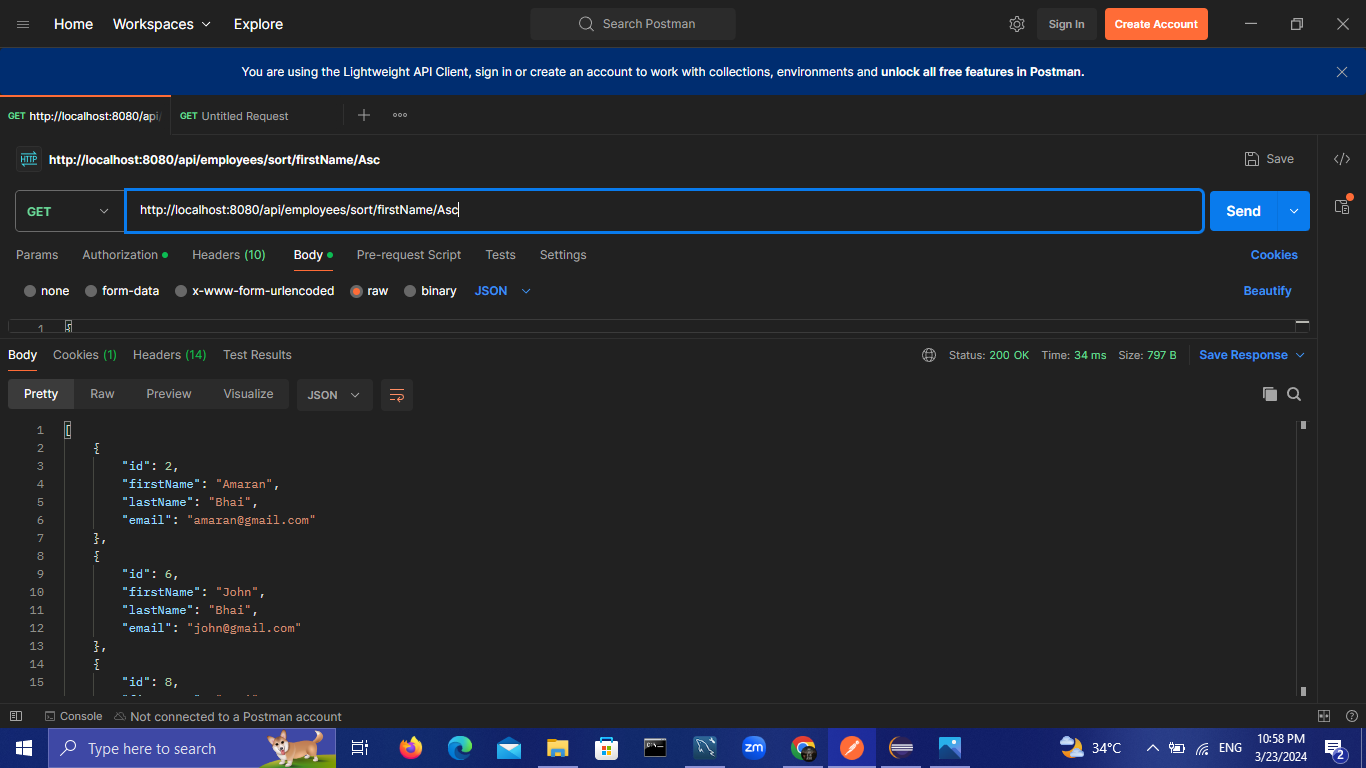 Home Workspaces Explore Search Postman Sign In Create Account
You are using the Lightweight API Client, sign in or create an account to work with collections, environments and unlock all free features in Postman.
GET http://localhost:8080/api/ GET Untitled Request
HTTP http://localhost:8080/api/employees/sort/firstName/Asc Save
GET http://localhost:8080/api/employees/sort/firstName/Asc Send
Params Authorization Headers (10) Body Pre-request Script Tests Settings Cookies
none form-data x-www-form-urlencoded raw binary JSON Beautify
1 {
Body Cookies (1) Headers (14) Test Results Status: 200 OK Time: 34 ms Size: 797 B Save Response
Pretty Raw Preview Visualize JSON
1 [
2 {
3 "id": 2,
4 "firstName": "Amaran",
5 "lastName": "Bhai",
6 "email": "amaran@gmail.com"
7 },
8 {
9 "id": 6,
10 "firstName": "John",
11 "lastName": "Bhai",
12 "email": "john@gmail.com"
13 },
14 {
15 "id": 8,
Console Not connected to a Postman account
Type here to search zm 34°C ENG 10:58 PM
3/23/2024 2